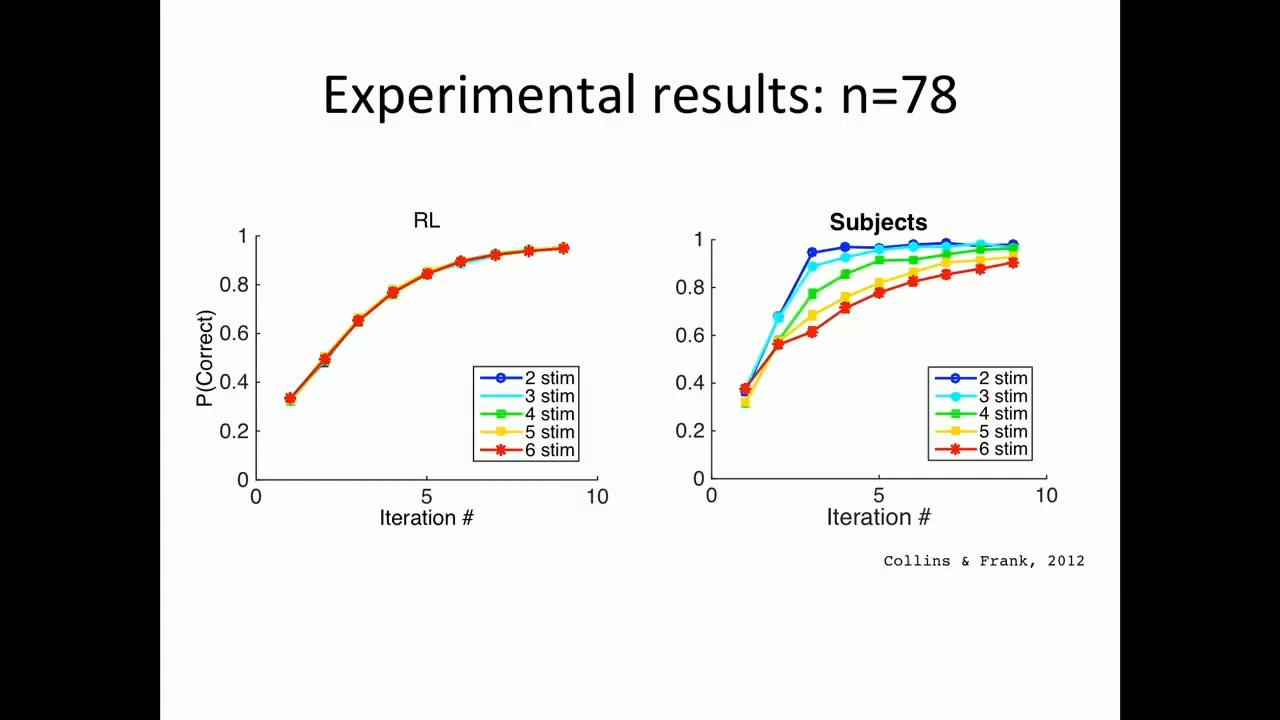 Experimental results: n=78
RL
P(Correct)
1
0.8
0.6
0.4
0.2
0
0 5 10
Iteration #
2 stim
3 stim
4 stim
5 stim
6 stim
Subjects
1
0.8
0.6
0.4
0.2
0
0 5 10
Iteration #
2 stim
3 stim
4 stim
5 stim
6 stim
Collins & Frank, 2012